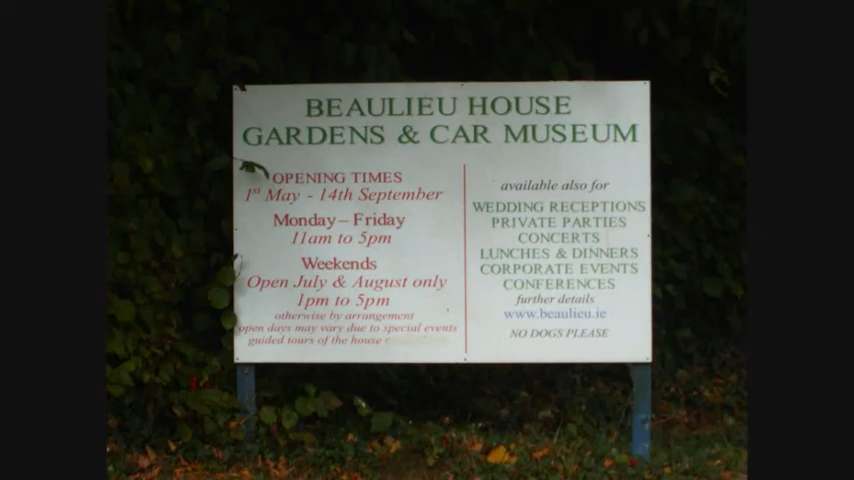 BEAULIEU HOUSE
GARDENS & CAR MUSEUM
OPENING TIMES
1st May - 14th September
Monday – Friday
11am to 5pm
Weekends
Open July & August only
1pm to 5pm
otherwise by arrangement
open days may vary due to special events
guided tours of the house
available also for
WEDDING RECEPTIONS
PRIVATE PARTIES
CONCERTS
LUNCHES & DINNERS
CORPORATE EVENTS
CONFERENCES
further details
www.beaulieu.ie
NO DOGS PLEASE